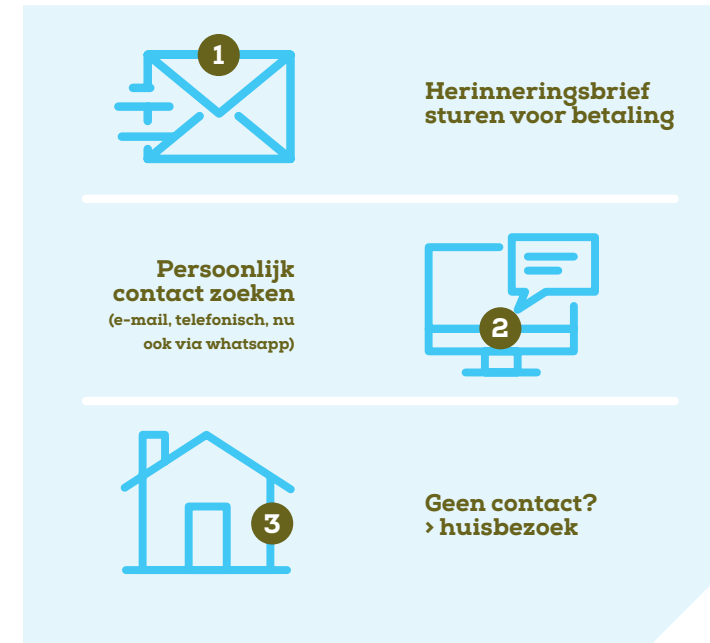 1
Herinneringsbrief
sturen voor betaling
Persoonlijk
contact zoeken
(e-mail, telefonisch, nu
ook via whatsapp)
2
3
Geen contact?
> huisbezoek